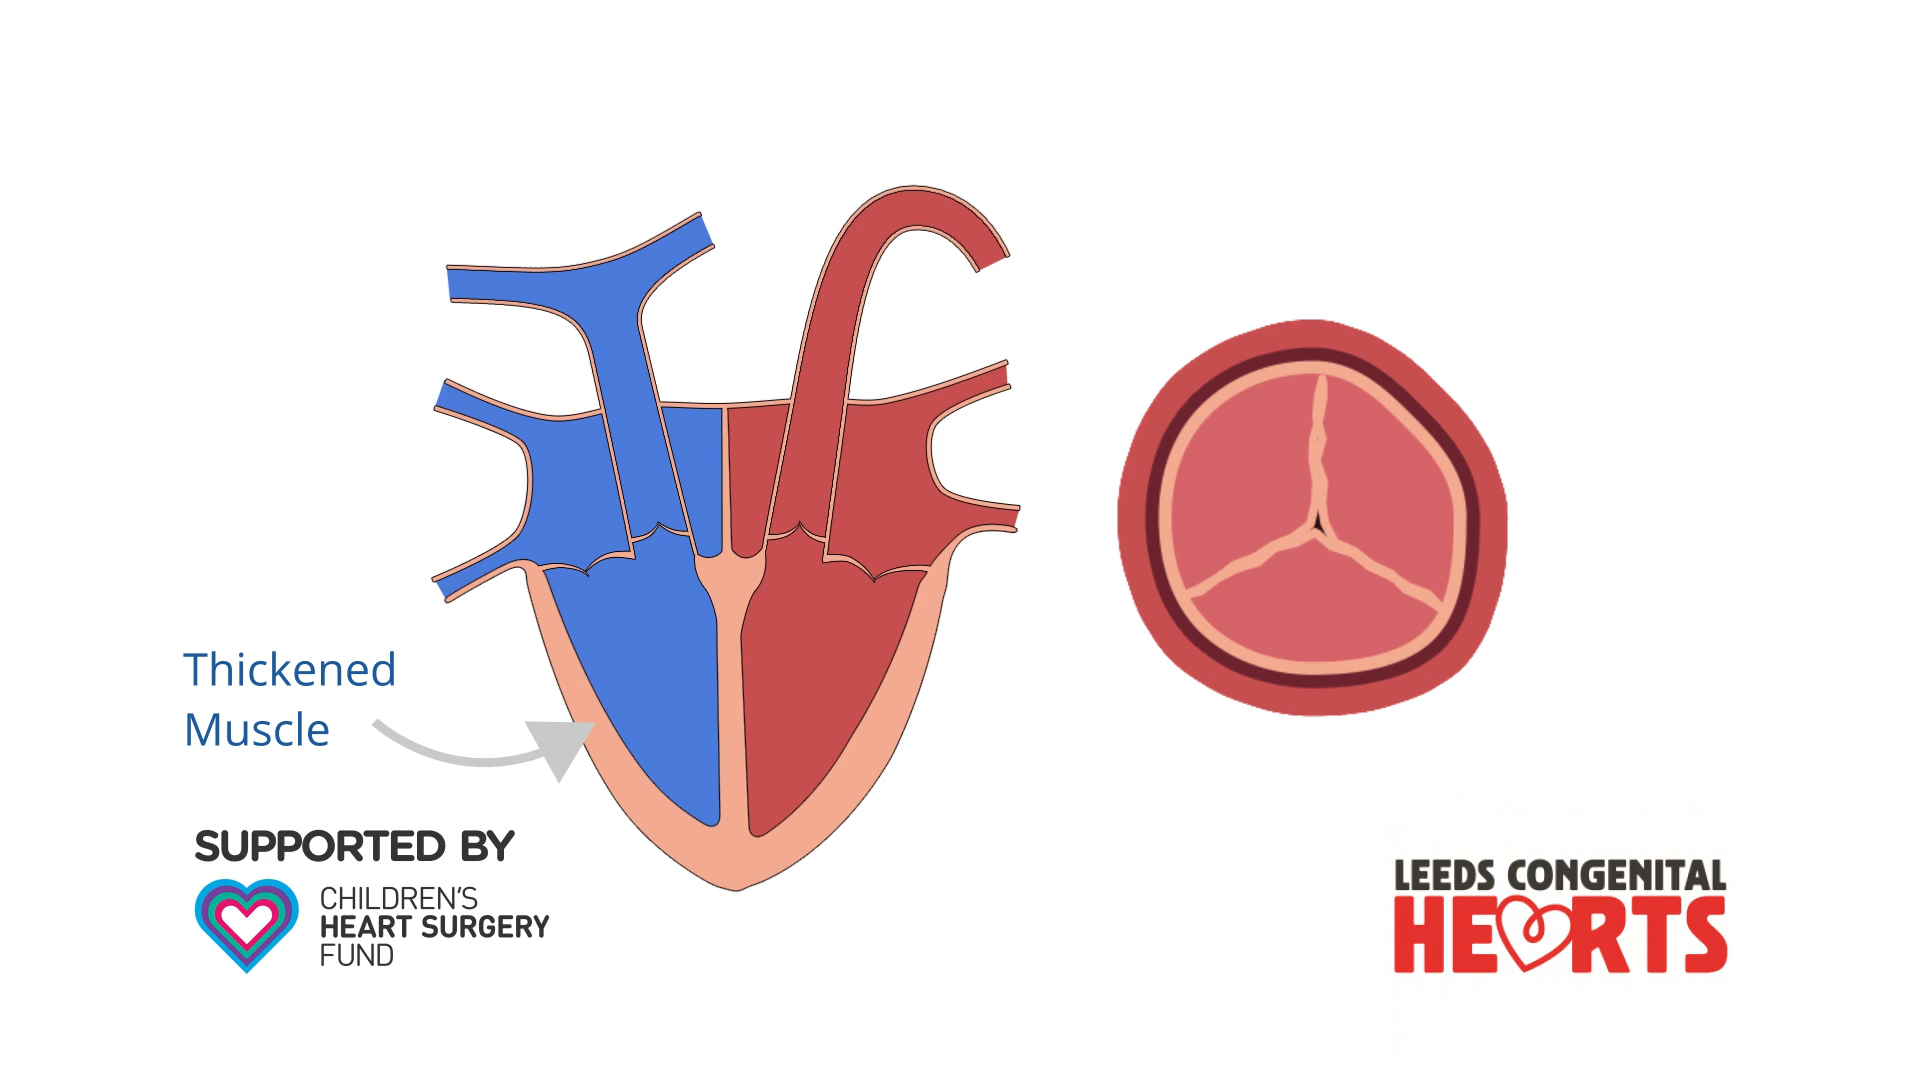 Thickened
Muscle
SUPPORTED BY
CHILDREN'S
HEART SURGERY
FUND
LEEDS CONGENITAL
HEARTS